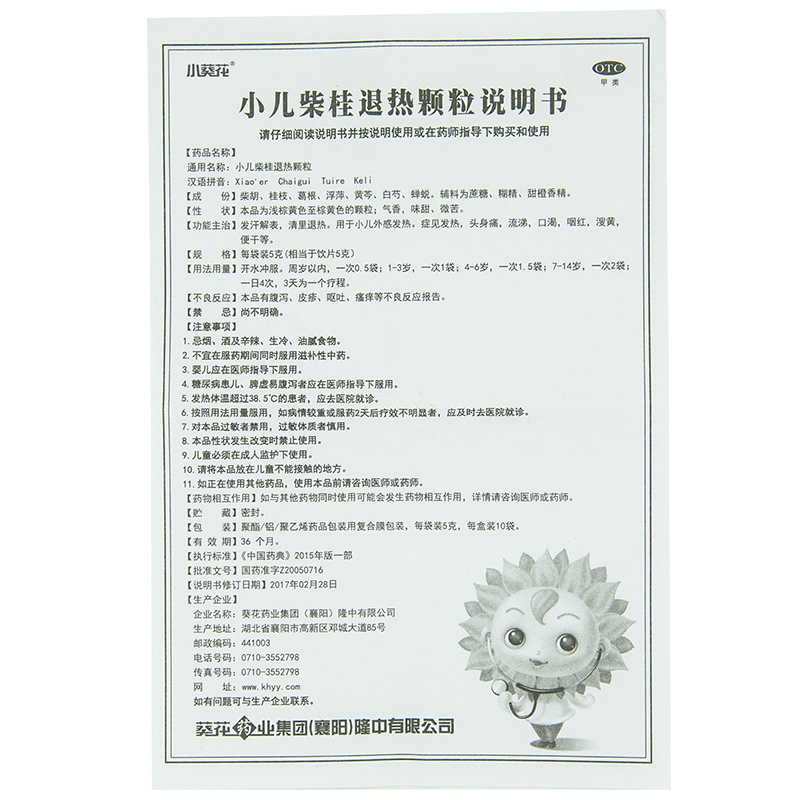 小葵花®
OTC
甲类
小儿柴桂退热颗粒说明书
请仔细阅读说明书并按说明使用或在药师指导下购买和使用
【药品名称】
通用名称：小儿柴桂退热颗粒
汉语拼音：Xiao'er Chaigui Tuire Keli
【成　份】柴胡、桂枝、葛根、浮萍、黄芩、白芍、蝉蜕。辅料为蔗糖、糊精、甜橙香精。
【性　状】本品为浅棕黄色至棕黄色的颗粒；气香，味甜、微苦。
【功能主治】发汗解表，清里退热。用于小儿外感发热。症见发热，头身痛，流涕，口渴，咽红，溲黄，
便干等。
【规　格】每袋装5克(相当于饮片5克)
【用法用量】开水冲服。周岁以内，一次0.5袋；1-3岁，一次1袋；4-6岁，一次1.5袋；7-14岁，一次2袋；
一日4次，3天为一个疗程。
【不良反应】本品有腹泻、皮疹、呕吐、瘙痒等不良反应报告。
【禁　忌】尚不明确。
【注意事项】
1.忌烟、酒及辛辣、生冷、油腻食物。
2.不宜在服药期间同时服用滋补性中药。
3.婴儿应在医师指导下服用。
4.糖尿病患儿、脾虚易腹泻者应在医师指导下服用。
5.发热体温超过38.5℃的患者，应去医院就诊。
6.按照用法用量服用，如病情较重或服药2天后疗效不明显者，应及时去医院就诊。
7.对本品过敏者禁用，过敏体质者慎用。
8.本品性状发生改变时禁止使用。
9.儿童必须在成人监护下使用。
10.请将本品放在儿童不能接触的地方。
11.如正在使用其他药品，使用本品前请咨询医师或药师。
【药物相互作用】如与其他药物同时使用可能会发生药物相互作用，详情请咨询医师或药师。
【贮　藏】密封。
【包　装】聚酯/铝/聚乙烯药品包装用复合膜包装，每袋装5克，每盒装10袋。
【有 效 期】36 个月。
【执行标准】《中国药典》2015年版一部
【批准文号】国药准字Z20050716
【说明书修订日期】2017年02月28日
【生产企业】
企业名称：葵花药业集团（襄阳）隆中有限公司
生产地址：湖北省襄阳市高新区邓城大道85号
邮政编码：441003
电话号码：0710-3552798
传真号码：0710-3552798
网　址：www.khyy.com
如有问题可与生产企业联系。
葵花药业集团(襄阳)隆中有限公司